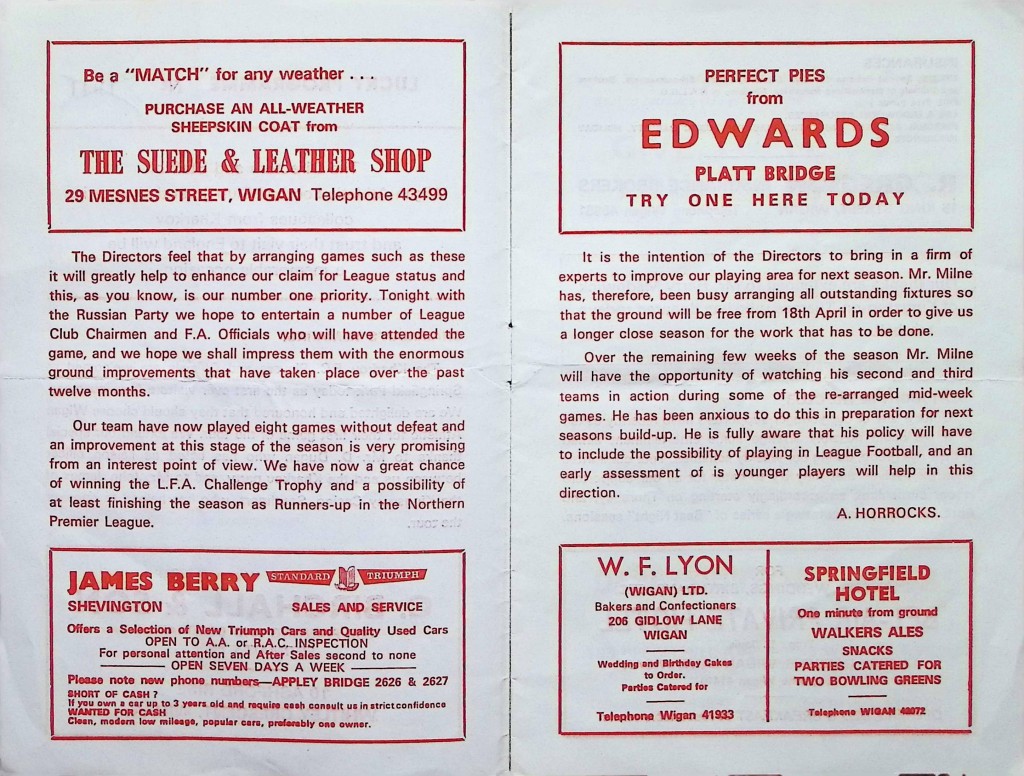 Be a "MATCH" for any weather . . .
PURCHASE AN ALL-WEATHER
SHEEPSKIN COAT from
THE SUEDE & LEATHER SHOP
29 MESNES STREET, WIGAN Telephone 43499
The Directors feel that by arranging games such as these
it will greatly help to enhance our claim for League status and
this, as you know, is our number one priority. Tonight with
the Russian Party we hope to entertain a number of League
Club Chairmen and F.A. Officials who will have attended the
game, and we hope we shall impress them with the enormous
ground improvements that have taken place over the past
twelve months.
Our team have now played eight games without defeat and
an improvement at this stage of the season is very promising
from an interest point of view. We have now a great chance
of winning the L.F.A. Challenge Trophy and a possibility of
at least finishing the season as Runners-up in the Northern
Premier League.
JAMES BERRY STANDARD TRIUMPH
SHEVINGTON SALES AND SERVICE
Offers a Selection of New Triumph Cars and Quality Used Cars
OPEN TO A.A. or R.A.C. INSPECTION
For personal attention and After Sales second to none
OPEN SEVEN DAYS A WEEK
Please note new phone numbers—APPLEY BRIDGE 2626 & 2627
SHORT OF CASH ?
If you own a car up to 3 years old and require cash consult us in strict confidence
WANTED FOR CASH
Clean, modern low mileage, popular cars, preferably one owner.
PERFECT PIES
from
EDWARDS
PLATT BRIDGE
TRY ONE HERE TODAY
It is the intention of the Directors to bring in a firm of
experts to improve our playing area for next season. Mr. Milne
has, therefore, been busy arranging all outstanding fixtures so
that the ground will be free from 18th April in order to give us
a longer close season for the work that has to be done.
Over the remaining few weeks of the season Mr. Milne
will have the opportunity of watching his second and third
teams in action during some of the re-arranged mid-week
games. He has been anxious to do this in preparation for next
seasons build-up. He is fully aware that his policy will have
to include the possibility of playing in League Football, and an
early assessment of is younger players will help in this
direction.
A. HORROCKS.
W. F. LYON
(WIGAN) LTD.
Bakers and Confectioners
206 GIDLOW LANE
WIGAN
Wedding and Birthday Cakes
to Order.
Parties Catered for
Telephone Wigan 41933
SPRINGFIELD
HOTEL
One minute from ground
WALKERS ALES
SNACKS
PARTIES CATERED FOR
TWO BOWLING GREENS
Telephone WIGAN